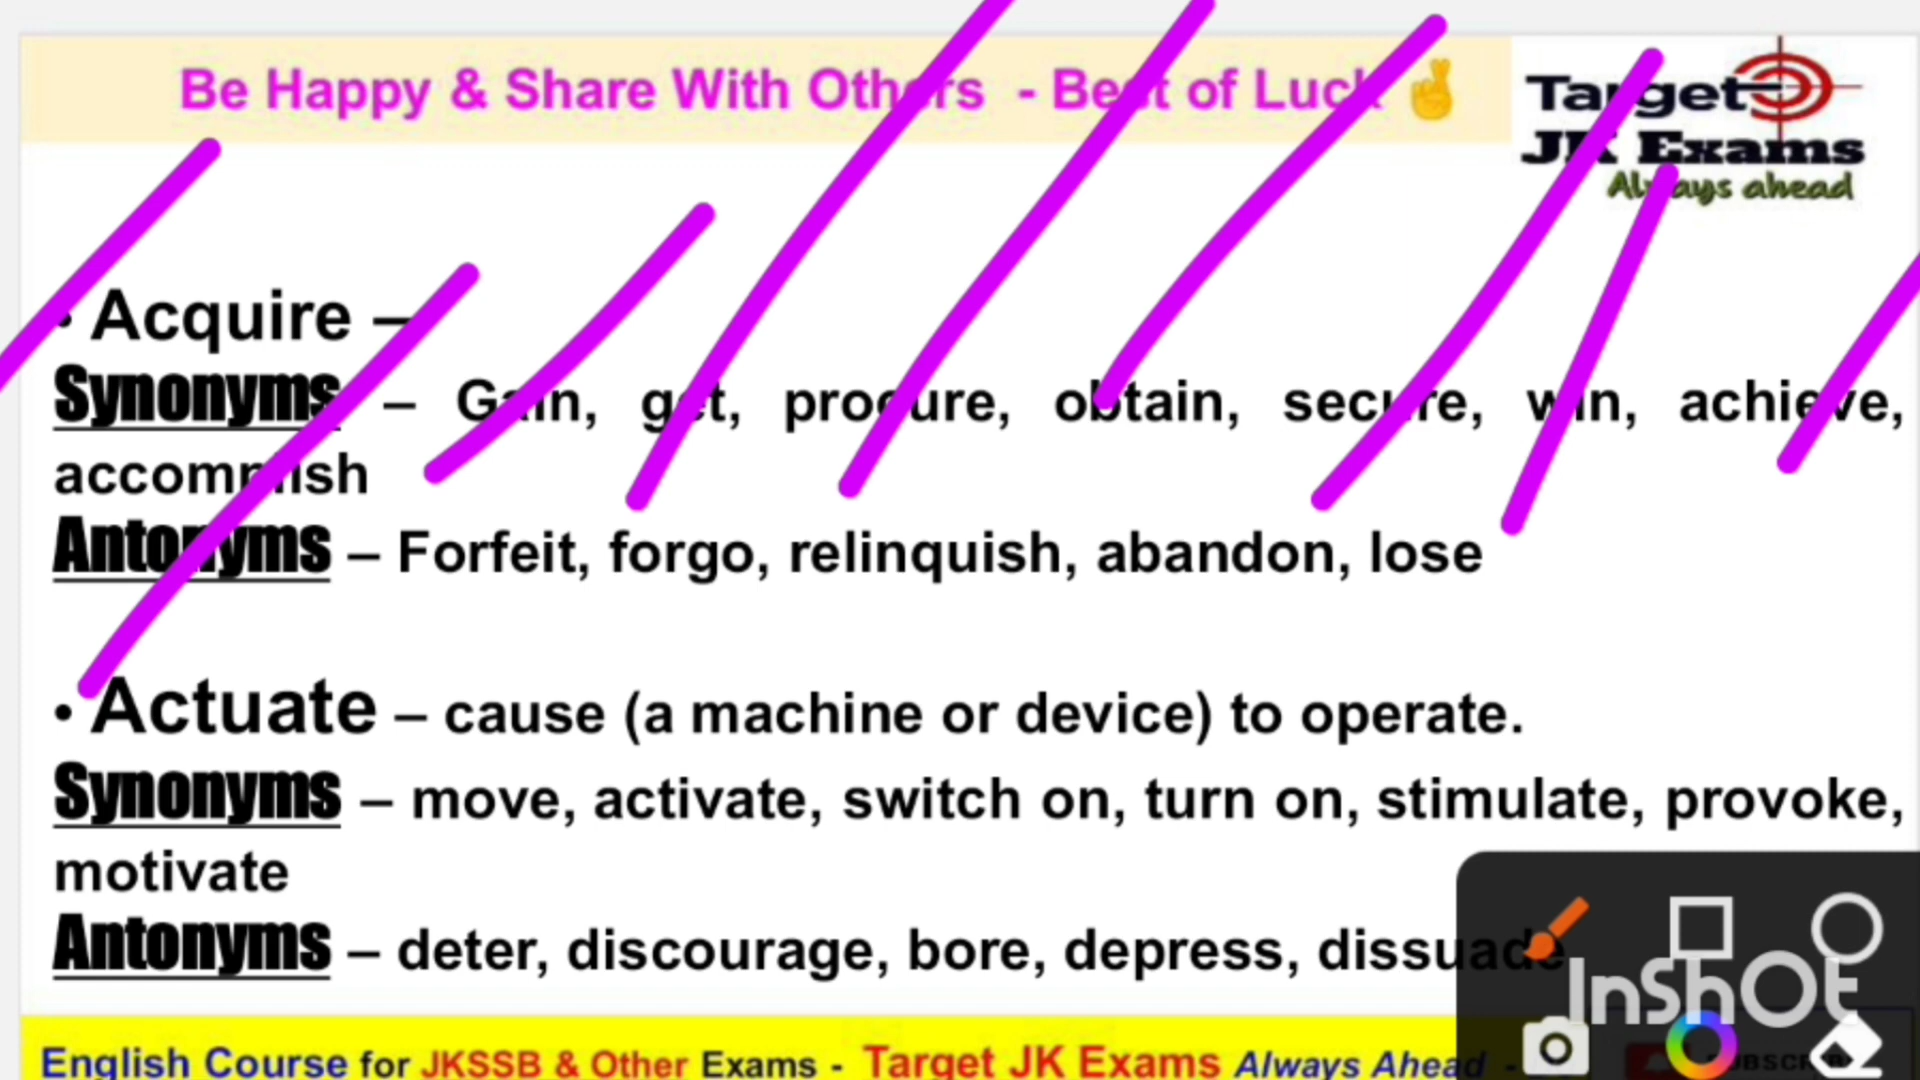 Be Happy & Share With Others - Best of Luck
Target
JK Exams
Always ahead
• Acquire –
Synonyms – Gain, get, procure, obtain, secure, win, achieve,
accomplish
Antonyms – Forfeit, forgo, relinquish, abandon, lose
• Actuate – cause (a machine or device) to operate.
Synonyms – move, activate, switch on, turn on, stimulate, provoke,
motivate
Antonyms – deter, discourage, bore, depress, dissuade
InShOt
English Course for JKSSB & Other Exams - Target JK Exams Always Ahead -